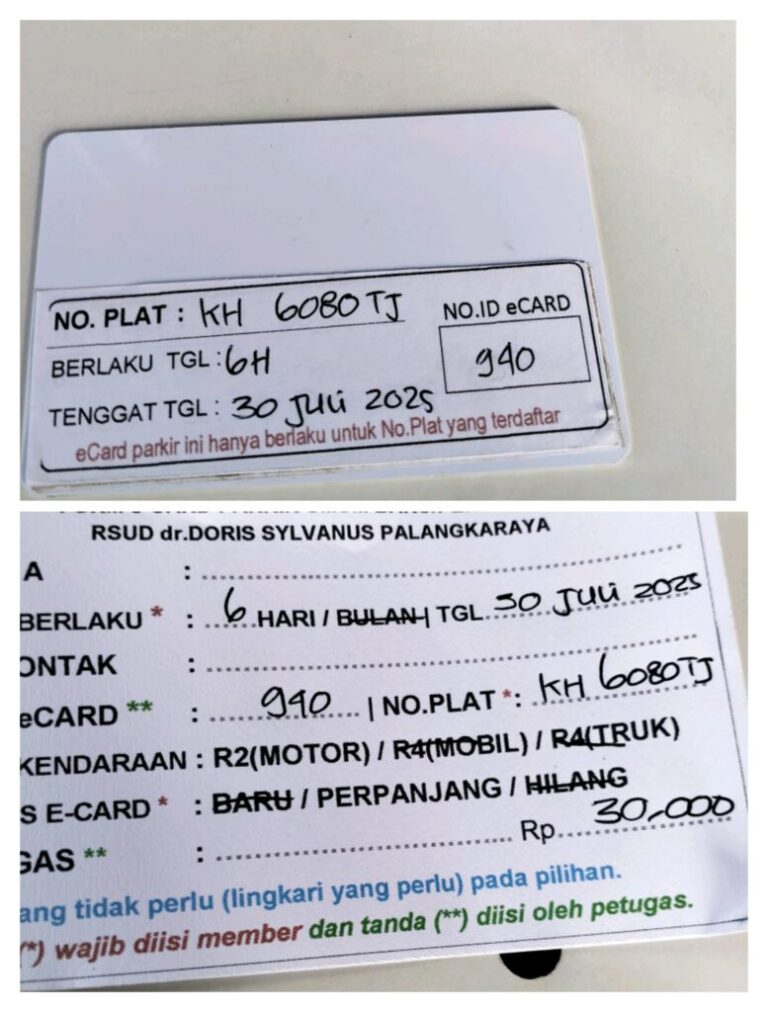 NO. PLAT : KH 6080 TJ
NO.ID eCARD
BERLAKU TGL : 6H
940
TENGGAT TGL : 30 JULI 2025
eCard parkir ini hanya berlaku untuk No.Plat yang terdaftar
RSUD dr.DORIS SYLVANUS PALANGKARAYA
A : 
BERLAKU * : 6 HARI / BULAN | TGL 30 JULI 2025
ONTAK :
eCARD ** : 940 | NO.PLAT * : KH 6080TJ
KENDARAAN : R2(MOTOR) / R4(MOBIL) / R4(TRUK)
S E-CARD * : BARU / PERPANJANG / HILANG
GAS ** : Rp. 30.000
ang tidak perlu (lingkari yang perlu) pada pilihan.
(*) wajib diisi member dan tanda (**) diisi oleh petugas.